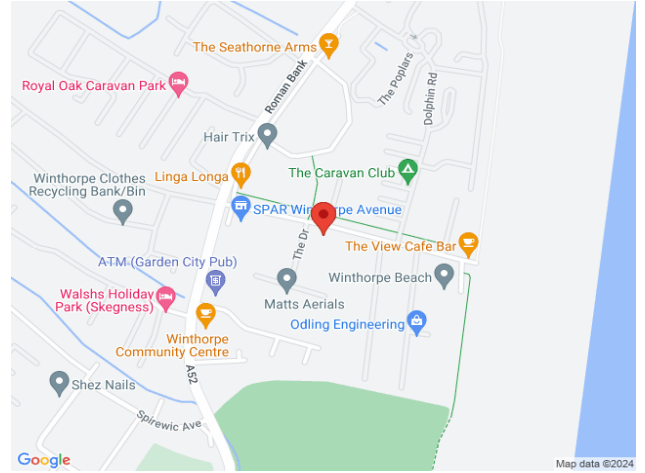 The Seathorne Arms
Roman Bank
The Poplars
Dolphin Rd
Royal Oak Caravan Park
Hair Trix
The Caravan Club
Linga Longa
Winthorpe Clothes
Recycling Bank/Bin
SPAR Winthorpe Avenue
The Dr
The View Cafe Bar
ATM (Garden City Pub)
Winthorpe Beach
Walshs Holiday
Park (Skegness)
Matts Aerials
Odling Engineering
Winthorpe
Community Centre
A52
Shez Nails
Spirewic Ave
Google
Map data ©2024